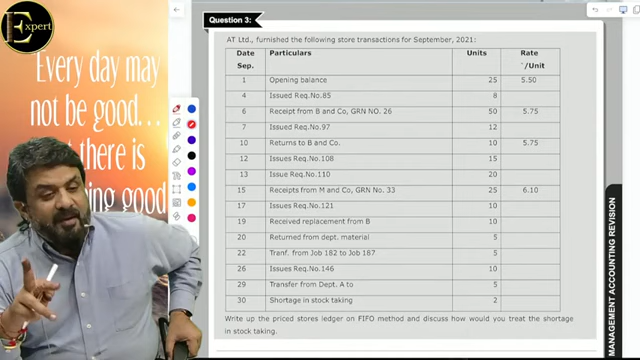 Expert
Every day may
not be good…
there is
good
Question 3:
AT Ltd., furnished the following store transactions for September, 2021:
Date Sep. Particulars Units Rate `/Unit
1 Opening balance 25 5.50
4 Issued Req.No.85 8
6 Receipt from B and Co, GRN NO. 26 50 5.75
7 Issued Req.No.97 12
10 Returns to B and Co. 10 5.75
12 Issues Req.No.108 15
13 Issue Req.No.110 20
15 Receipts from M and Co, GRN No. 33 25 6.10
17 Issues Req.No.121 10
19 Received replacement from B 10
20 Returned from dept. material 5
22 Tranf. from Job 182 to Job 187 5
26 Issues Req.No.146 10
29 Transfer from Dept. A to 5
30 Shortage in stock taking 2
Write up the priced stores ledger on FIFO method and discuss how would you treat the shortage
in stock taking.
MANAGEMENT ACCOUNTING REVISION